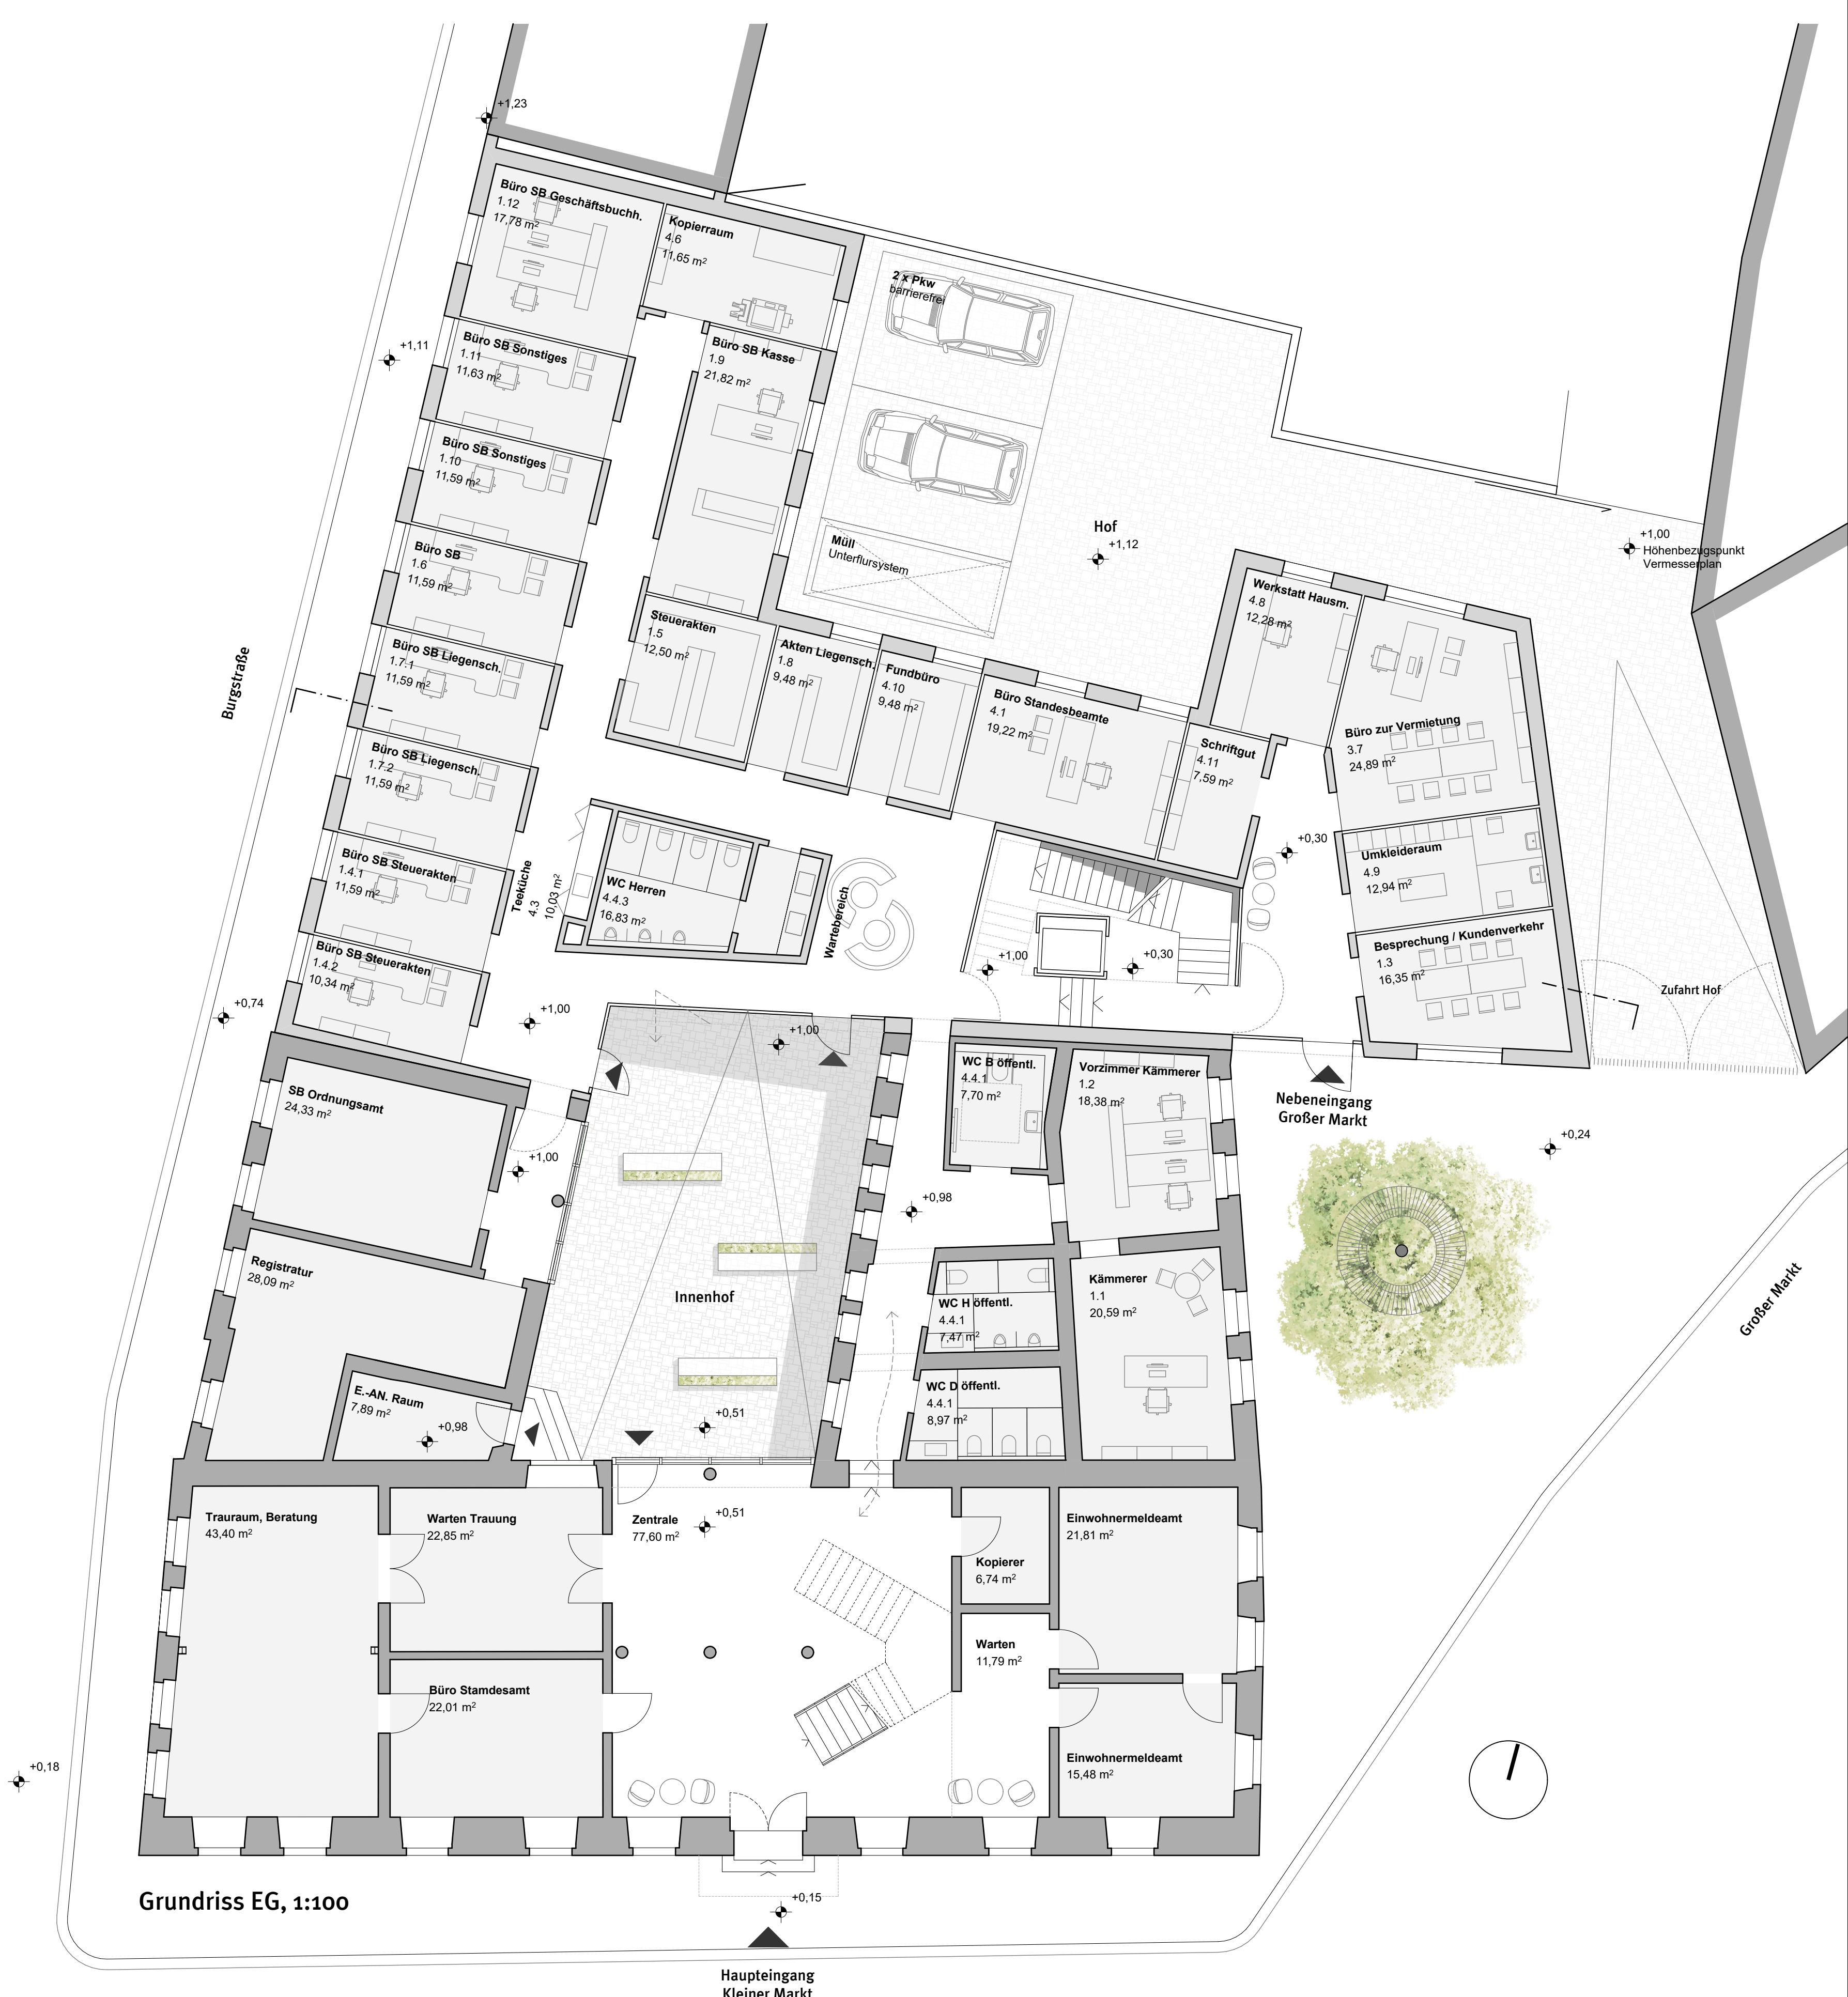 +1,23
Büro SB Geschäftsbuchh.
1.12
17,78 m²
Kopierraum
4.6
11,65 m²
2 x Pkw
barrierefrei
+1,11
Büro SB Sonstiges
1.11
11,63 m²
Büro SB Kasse
1.9
21,82 m²
Büro SB Sonstiges
1.10
11,59 m²
Hof
+1,12
+1,00
Höhenbezugspunkt
Vermesserplan
Müll
Unterflursystem
Büro SB
1.6
11,59 m²
Werkstatt Hausm.
4.8
12,28 m²
Steuerakten
1.5
12,50 m²
Akten Liegensch.
1.8
9,48 m²
Fundbüro
4.10
9,48 m²
Büro Standesbeamte
4.1
19,22 m²
Büro SB Liegensch.
1.7.1
11,59 m²
Burgstraße
Büro zur Vermietung
3.7
24,89 m²
Schriftgut
4.11
7,59 m²
Büro SB Liegensch.
1.7.2
11,59 m²
+0,30
Umkleideraum
4.9
12,94 m²
Büro SB Steuerakten
1.4.1
11,59 m²
Teeküche
4.3
10,03 m²
WC Herren
4.4.3
16,83 m²
Wartebereich
Büro SB Steuerakten
1.4.2
10,34 m²
+1,00
+0,30
Besprechung / Kundenverkehr
1.3
16,35 m²
Zufahrt Hof
+0,74
+1,00
+1,00
SB Ordnungsamt
24,33 m²
WC B öffentl.
4.4.1
7,70 m²
Vorzimmer Kämmerer
1.2
18,38 m²
Nebeneingang
Großer Markt
+0,24
+1,00
+0,98
Registratur
28,09 m²
Innenhof
WC H öffentl.
4.4.1
7,47 m²
Kämmerer
1.1
20,59 m²
Großer Markt
E.-AN. Raum
7,89 m²
+0,98
+0,51
WC D öffentl.
4.4.1
8,97 m²
Trauraum, Beratung
43,40 m²
Warten Trauung
22,85 m²
Zentrale
77,60 m²
+0,51
Kopierer
6,74 m²
Einwohnermeldeamt
21,81 m²
Warten
11,79 m²
Büro Stamdesamt
22,01 m²
Einwohnermeldeamt
15,48 m²
+0,18
Grundriss EG, 1:100
+0,15
Haupteingang
Kleiner Markt